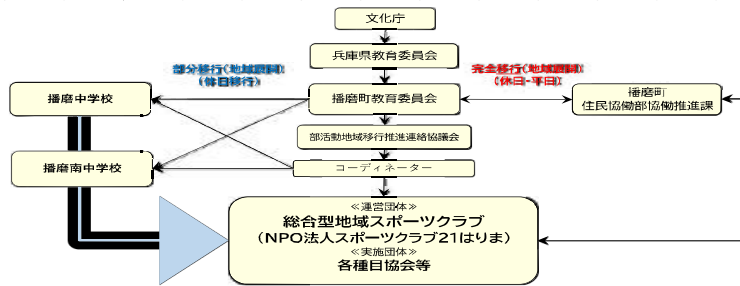 文化庁
兵庫県教育委員会
部分移行(地域展開)
(休日移行)
完全移行(地域展開)
(休日・平日)
播磨中学校
播磨町教育委員会
播磨町
住民協働部協働推進課
部活動地域移行推進連絡協議会
播磨南中学校
コーディネーター
≪運営団体≫
総合型地域スポーツクラブ
(NPO法人スポーツクラブ21はりま)
≪実施団体≫
各種目協会等